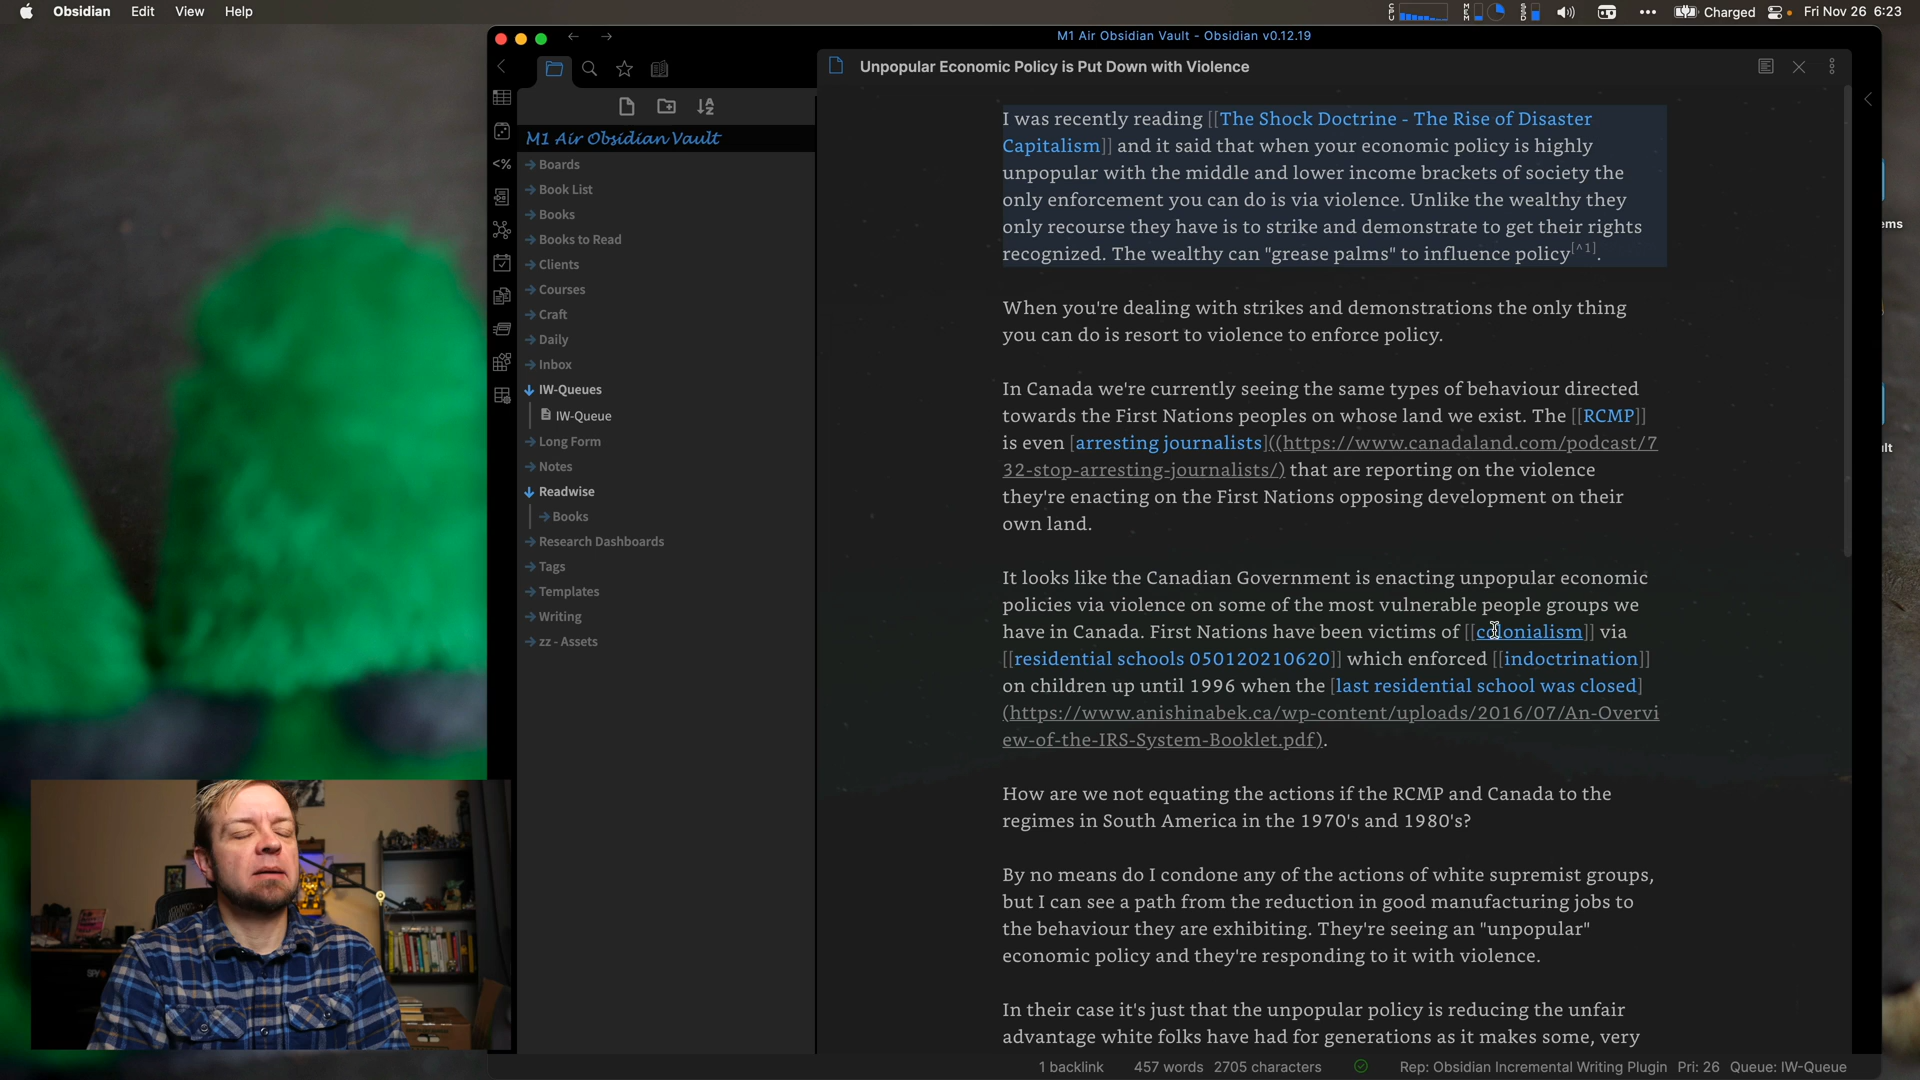 Obsidian Edit View Help
CPU MEM SSD Charged Fri Nov 26 6:23
M1 Air Obsidian Vault - Obsidian v0.12.19
Unpopular Economic Policy is Put Down with Violence
M1 Air Obsidian Vault
Boards
Book List
Books
Books to Read
Clients
Courses
Craft
Daily
Inbox
IW-Queues
IW-Queue
Long Form
Notes
Readwise
Books
Research Dashboards
Tags
Templates
Writing
zz - Assets
I was recently reading [[The Shock Doctrine - The Rise of Disaster
Capitalism]] and it said that when your economic policy is highly
unpopular with the middle and lower income brackets of society the
only enforcement you can do is via violence. Unlike the wealthy they
only recourse they have is to strike and demonstrate to get their rights
recognized. The wealthy can "grease palms" to influence policy[^1].
When you're dealing with strikes and demonstrations the only thing
you can do is resort to violence to enforce policy.
In Canada we're currently seeing the same types of behaviour directed
towards the First Nations peoples on whose land we exist. The [[RCMP]]
is even [arresting journalists]((https://www.canadaland.com/podcast/7
32-stop-arresting-journalists/) that are reporting on the violence
they're enacting on the First Nations opposing development on their
own land.
It looks like the Canadian Government is enacting unpopular economic
policies via violence on some of the most vulnerable people groups we
have in Canada. First Nations have been victims of [[colonialism]] via
[[residential schools 050120210620]] which enforced [[indoctrination]]
on children up until 1996 when the [last residential school was closed]
(https://www.anishinabek.ca/wp-content/uploads/2016/07/An-Overvi
ew-of-the-IRS-System-Booklet.pdf).
How are we not equating the actions if the RCMP and Canada to the
regimes in South America in the 1970's and 1980's?
By no means do I condone any of the actions of white supremist groups,
but I can see a path from the reduction in good manufacturing jobs to
the behaviour they are exhibiting. They're seeing an "unpopular"
economic policy and they're responding to it with violence.
In their case it's just that the unpopular policy is reducing the unfair
advantage white folks have had for generations as it makes some, very
1 backlink 457 words 2705 characters Rep: Obsidian Incremental Writing Plugin Pri: 26 Queue: IW-Queue